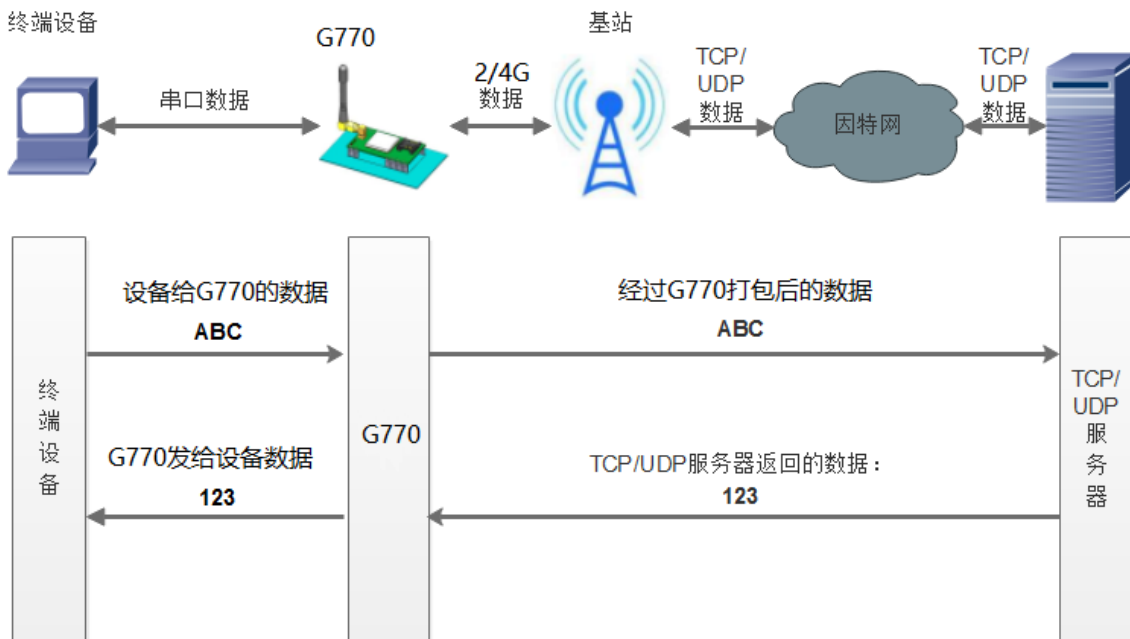 终端设备
G770
基站
串口数据
2/4G
数据
TCP/
UDP
数据
因特网
TCP/
UDP
数据
设备给G770的数据
ABC
经过G770打包后的数据
ABC
终
端
设
备
G770
TCP/
UDP
服
务
器
G770发给设备数据
123
TCP/UDP服务器返回的数据：
123